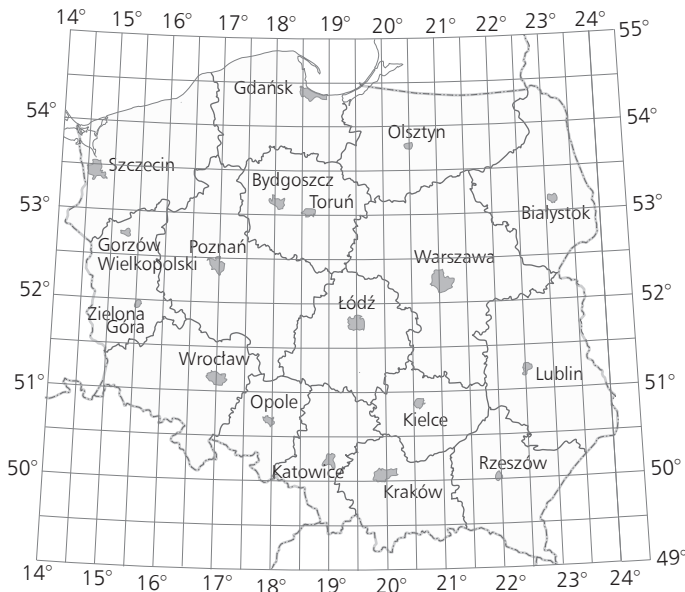 14° 15° 16° 17° 18° 19° 20° 21° 22° 23° 24° 55°
Gdańsk
54° 54°
Olsztyn
Szczecin
Bydgoszcz
53° 53°
Toruń
Białystok
Gorzów
Wielkopolski
Poznań
Warszawa
52° 52°
Łódź
Zielona
Góra
Wrocław
51° 51°
Lublin
Opole
Kielce
50° 50°
Katowice
Rzeszów
Kraków
49°
14° 15° 16° 17° 18° 19° 20° 21° 22° 23° 24°